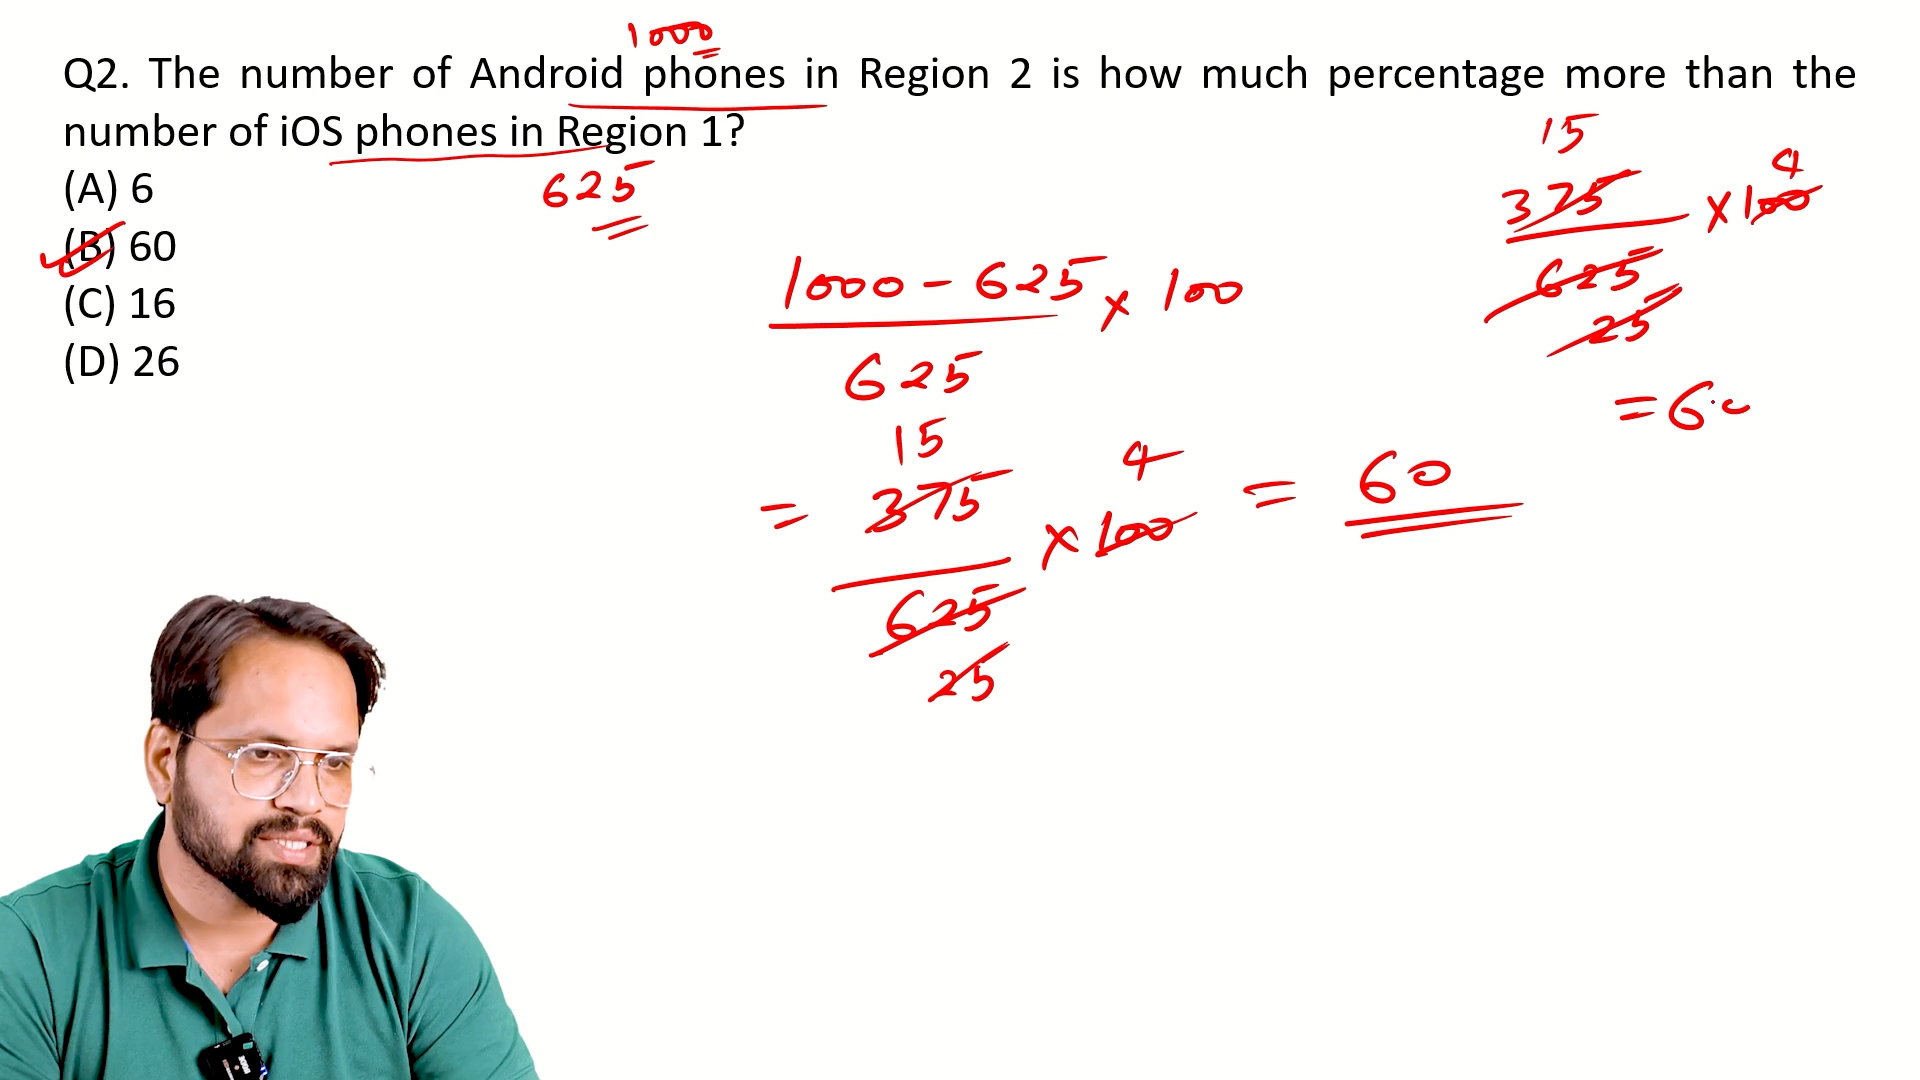 1000
Q2. The number of Android phones in Region 2 is how much percentage more than the
number of iOS phones in Region 1?
625
(A) 6
(B) 60
(C) 16
(D) 26
1000 - 625 × 100
625
15
= 375 × 100 4 = 60
625
25
15
375 × 100 4
625
25
= 60